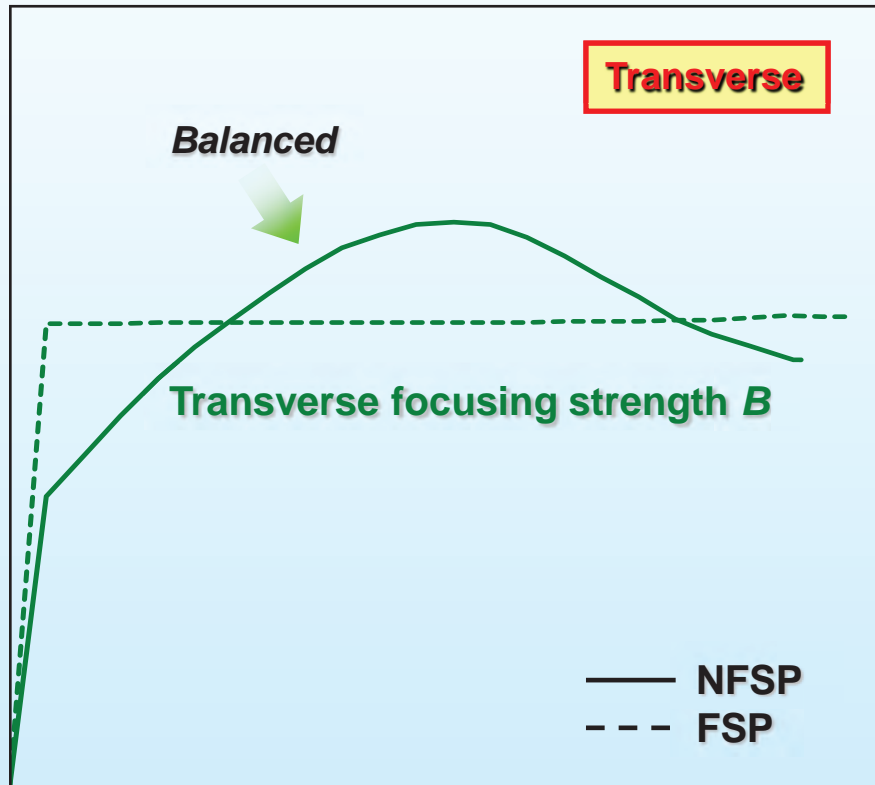 Transverse
Balanced
Transverse focusing strength B
NFSP
FSP